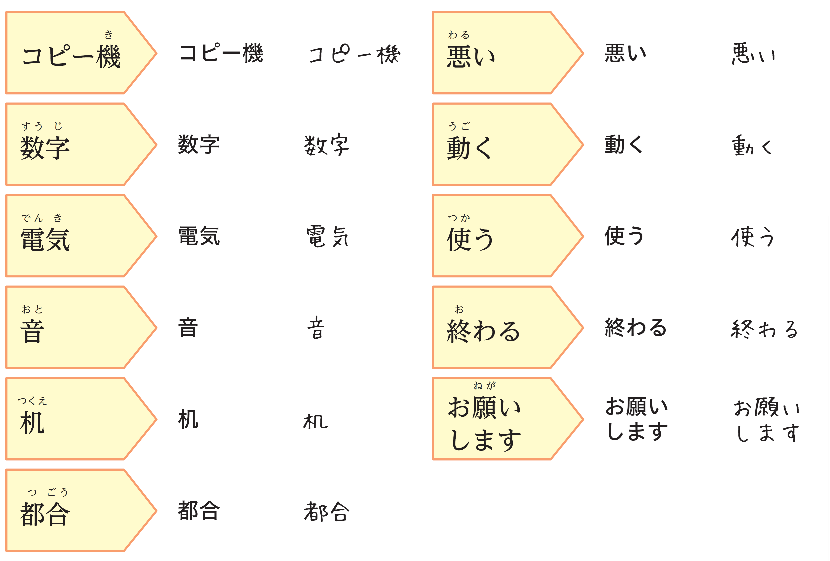 き
コピー機 コピー機 コピー機
すう じ
数字 数字 数字
でん き
電気 電気 電気
おと
音 音 音
つくえ
机 机 机
つ ごう
都合 都合 都合
わる
悪い 悪い 悪い
うご
動く 動く 動く
つか
使う 使う 使う
お
終わる 終わる 終わる
ねが
お願い お願い お願い
します します します